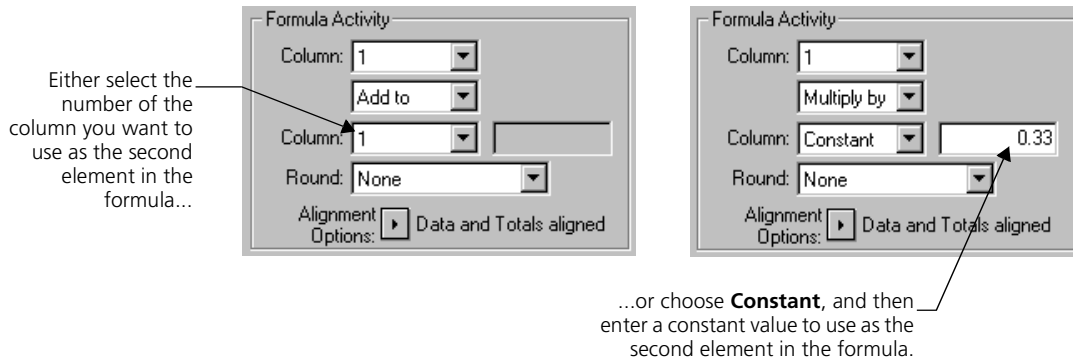 Formula Activity
Column: 1
Add to
Column: 1
Round: None
Alignment
Options: Data and Totals aligned
Either select the
number of the
column you want to
use as the second
element in the
formula...
Formula Activity
Column: 1
Multiply by
Column: Constant 0.33
Round: None
Alignment
Options: Data and Totals aligned
...or choose Constant, and then
enter a constant value to use as the
second element in the formula.